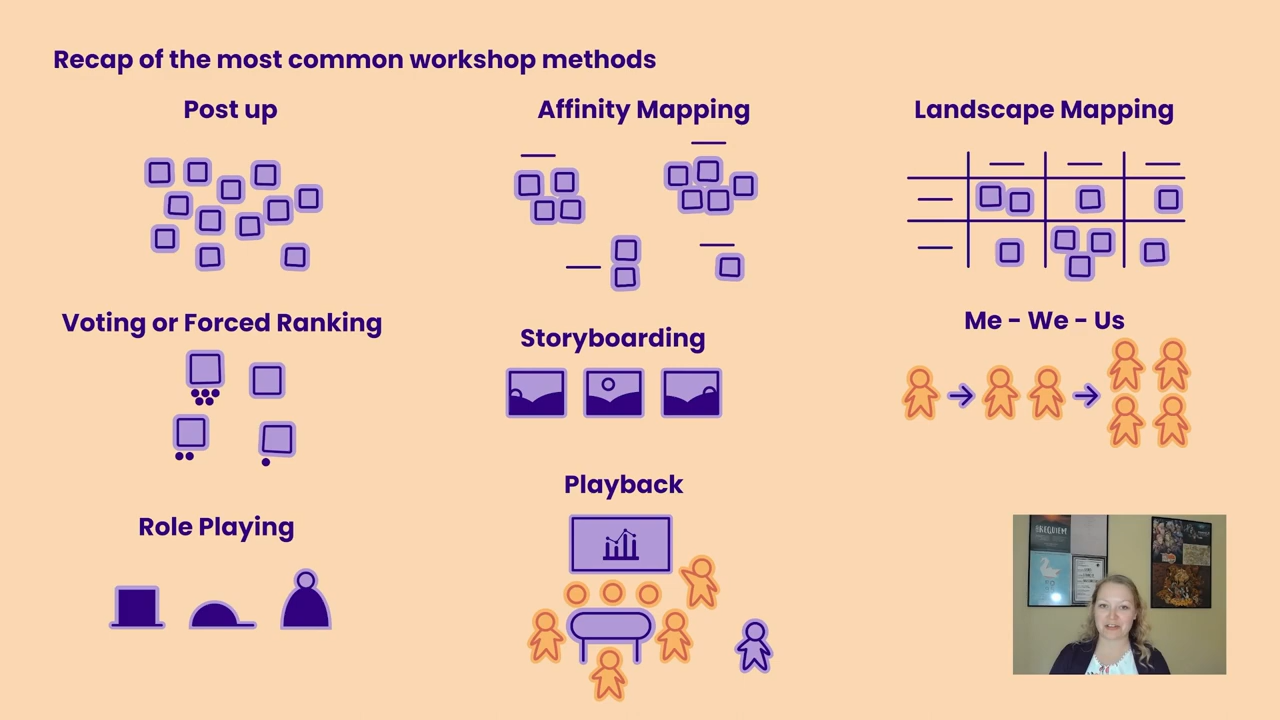 Recap of the most common workshop methods
Post up
Affinity Mapping
Landscape Mapping
Voting or Forced Ranking
Storyboarding
Me - We - Us
Role Playing
Playback
REQUIEM